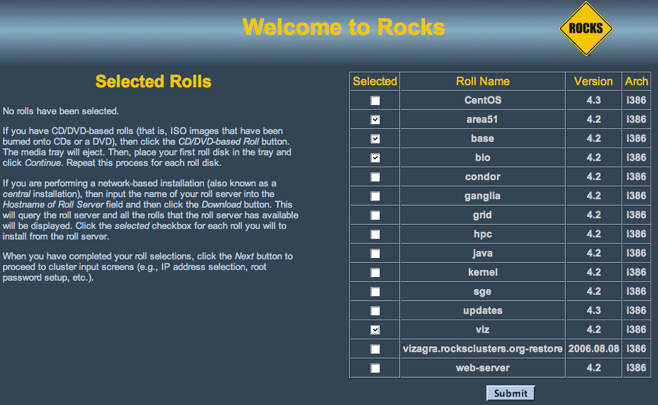 Welcome to Rocks
ROCKS
Selected Rolls
No rolls have been selected.
If you have CD/DVD-based rolls (that is, ISO images that have been
burned onto CDs or a DVD), then click the CD/DVD-based Roll button.
The media tray will eject. Then, place your first roll disk in the tray and
click Continue. Repeat this process for each roll disk.
If you are performing a network-based installation (also known as a
central installation), then input the name of your roll server into the
Hostname of Roll Server field and then click the Download button. This
will query the roll server and all the rolls that the roll server has available
will be displayed. Click the selected checkbox for each roll you will to
install from the roll server.
When you have completed your roll selections, click the Next button to
proceed to cluster input screens (e.g., IP address selection, root
password setup, etc.).
Selected Roll Name Version Arch
CentOS 4.3 i386
area51 4.2 i386
base 4.2 i386
bio 4.2 i386
condor 4.2 i386
ganglia 4.2 i386
grid 4.2 i386
hpc 4.2 i386
java 4.2 i386
kernel 4.2 i386
sge 4.2 i386
updates 4.3 i386
viz 4.2 i386
vizagra.rocksclusters.org-restore 2006.08.08 i386
web-server 4.2 i386
Submit